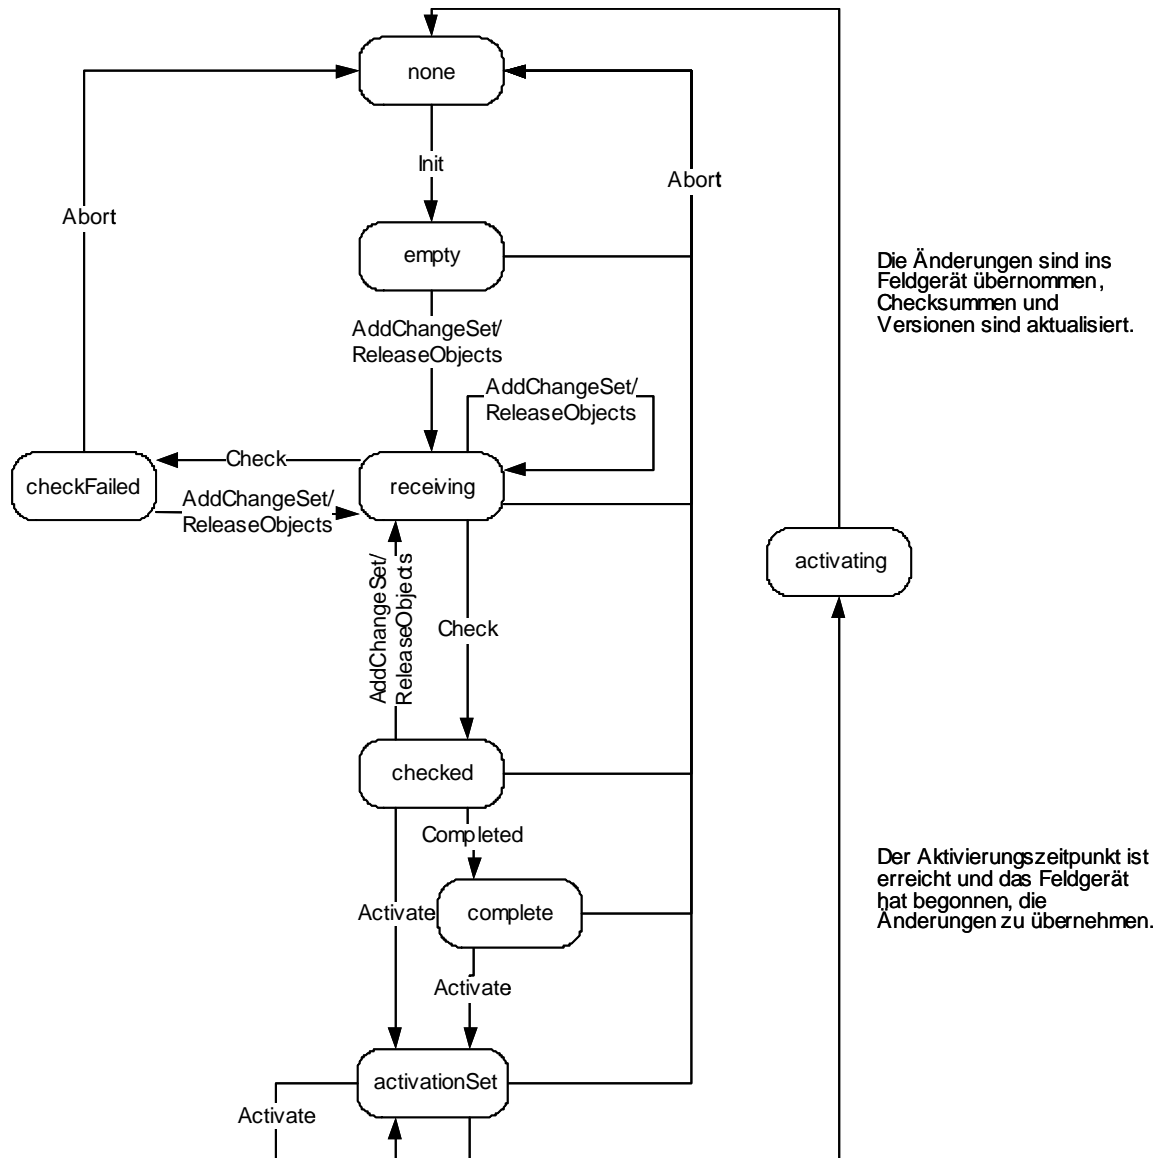 none
Init
Abort
Abort
empty
Die Änderungen sind ins
Feldgerät übernommen,
Checksummen und
Versionen sind aktualisiert.
AddChangeSet/
ReleaseObjects
AddChangeSet/
ReleaseObjects
Check
checkFailed
receiving
AddChangeSet/
ReleaseObjects
activating
AddChangeSet/
ReleaseObjects
Check
checked
Completed
Der Aktivierungszeitpunkt ist
erreicht und das Feldgerät
hat begonnen, die
Änderungen zu übernehmen.
Activate
complete
Activate
activationSet
Activate